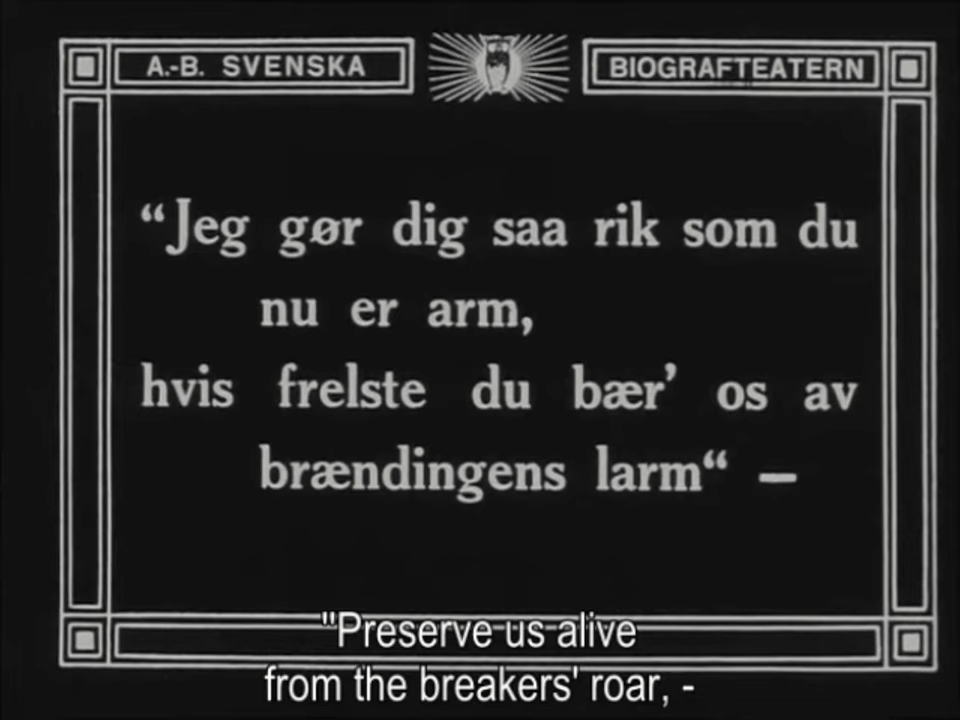 A.-B. SVENSKA
BIOGRAFTEATERN
“Jeg gør dig saa rik som du
nu er arm,
hvis frelste du bær’ os av
brændingens larm“ –
"Preserve us alive
from the breakers' roar, -